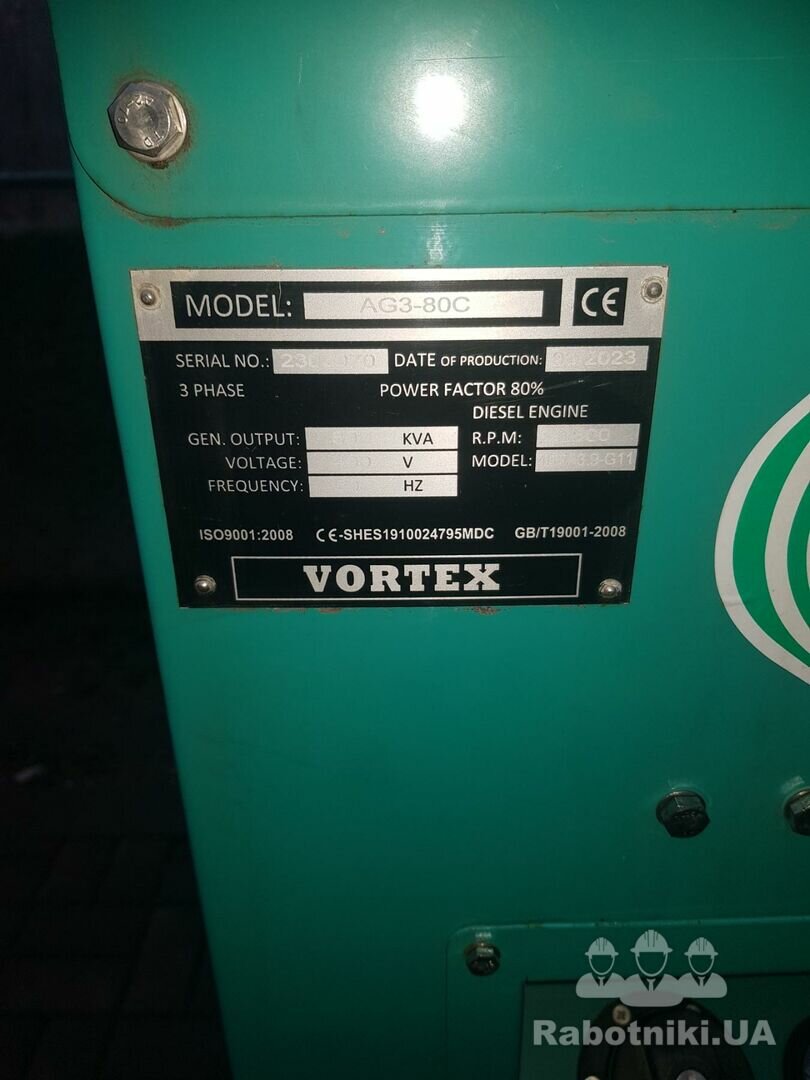 MODEL: AG3-80C CE
SERIAL NO.: DATE OF PRODUCTION:
3 PHASE POWER FACTOR 80%
DIESEL ENGINE
GEN. OUTPUT: KVA R.P.M:
VOLTAGE: V MODEL:
FREQUENCY: HZ
ISO9001:2008 CE-SHES1910024795MDC GB/T19001-2008
VORTEX
Rabotniki.UA